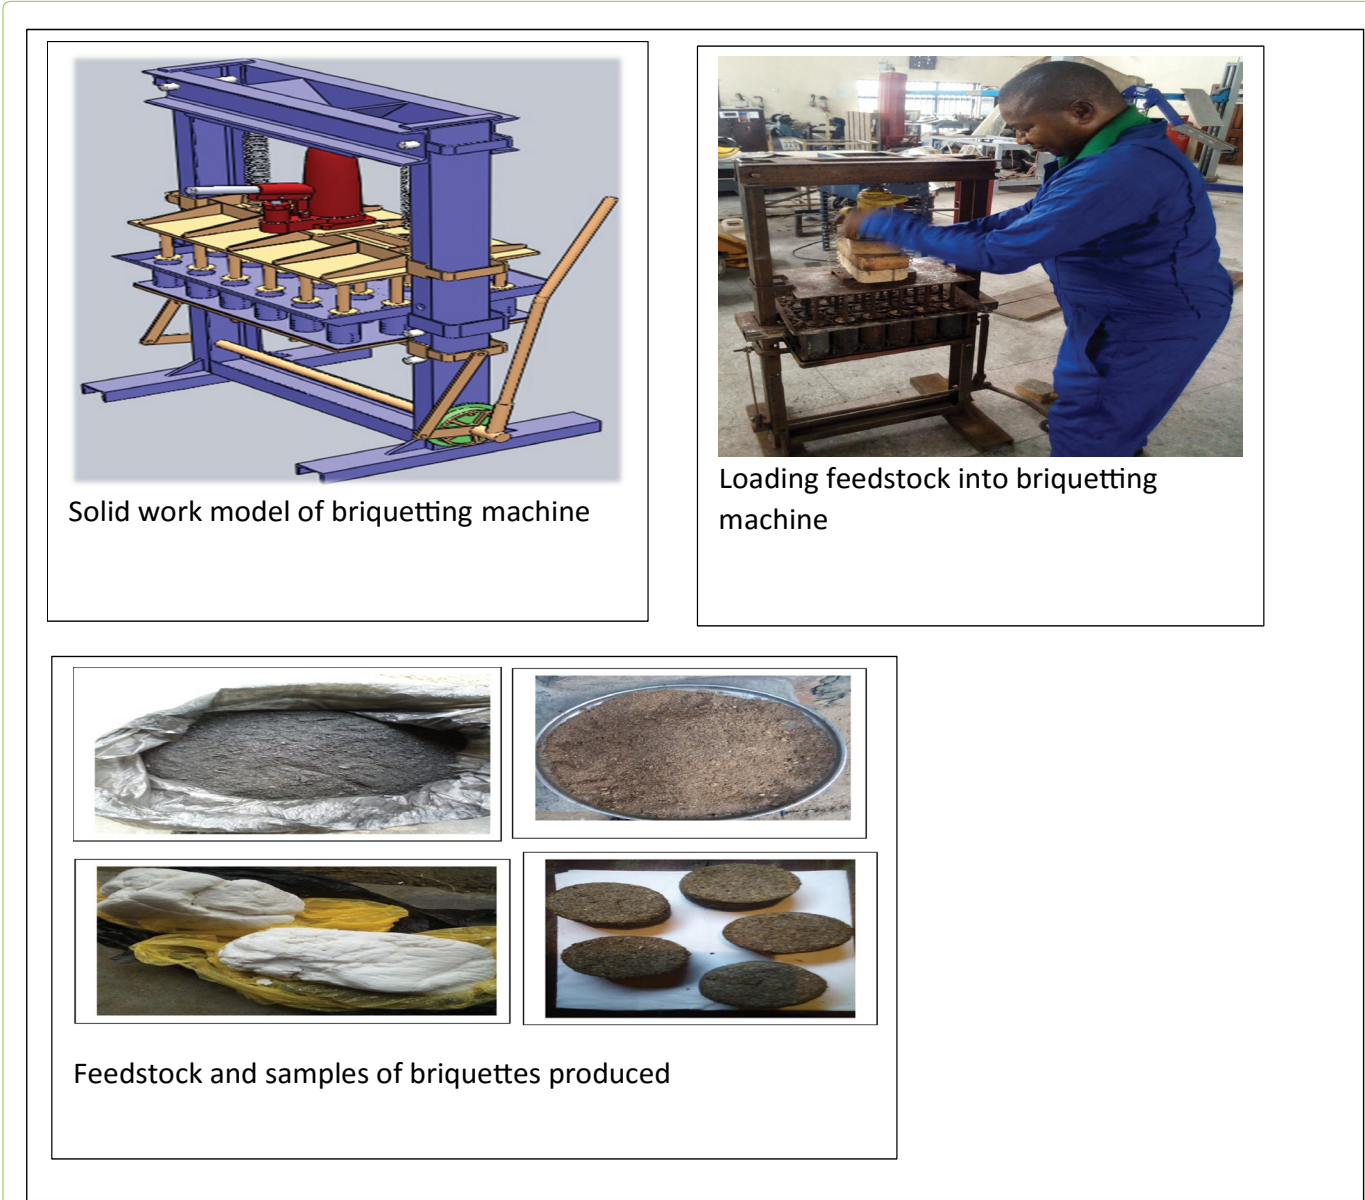 Solid work model of briquetting machine
Loading feedstock into briquetting
machine
Feedstock and samples of briquettes produced